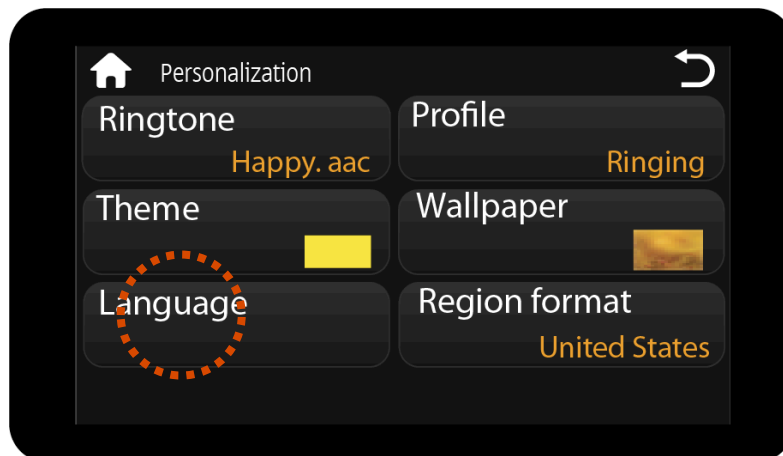 Personalization
Ringtone
Happy. aac
Profile
Ringing
Theme
Wallpaper
Language
Region format
United States